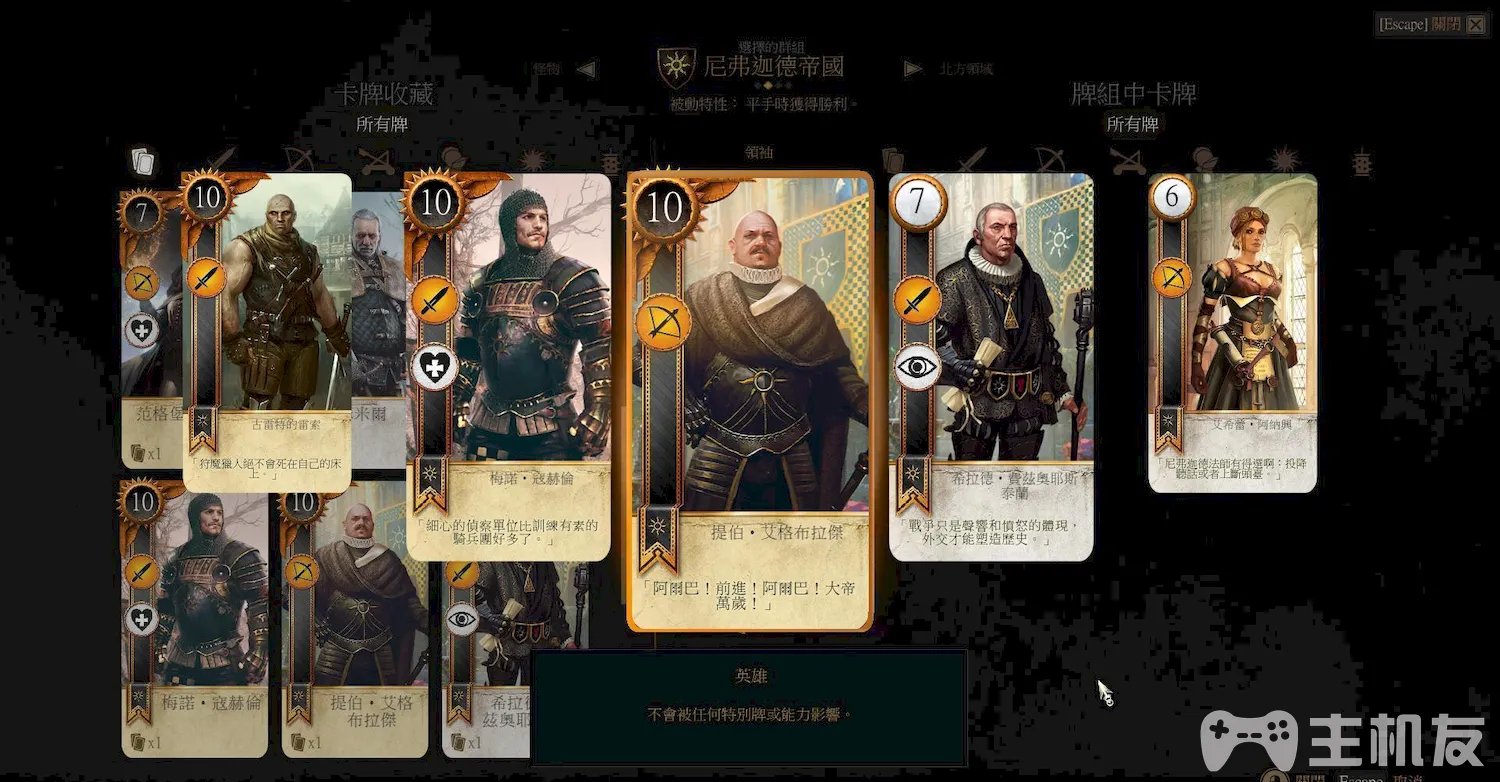 [Escape] 關閉
選擇的群組
怪物
尼弗迦德帝國
北方領域
被動特性： 平手時獲得勝利。
卡牌收藏
所有牌
領袖
牌組中卡牌
所有牌
7
10
10
10
7
6
范格堡
x1
米爾
古雷特的雷索
「狩魔獵人絕不會死在自己的床
上。」
梅諾・寇赫倫
「細心的偵察單位比訓練有素的
騎兵團好多了。」
提伯・艾格布拉傑
「阿爾巴！前進！阿爾巴！大帝
萬歲！」
希拉德・費茲奧耶斯
泰蘭
「戰爭只是聲響和憤怒的體現，
外交才能塑造歷史。」
艾希蕾・阿納興
「尼弗迦德法師有得選啊：投降
聽話或者上斷頭臺。」
10
10
梅諾・寇赫倫
x1
提伯・艾格
布拉傑
x1
希拉
茲奧耶
x1
英雄
不會被任何特別牌或能力影響。
主机友
關閉 Escape 取消